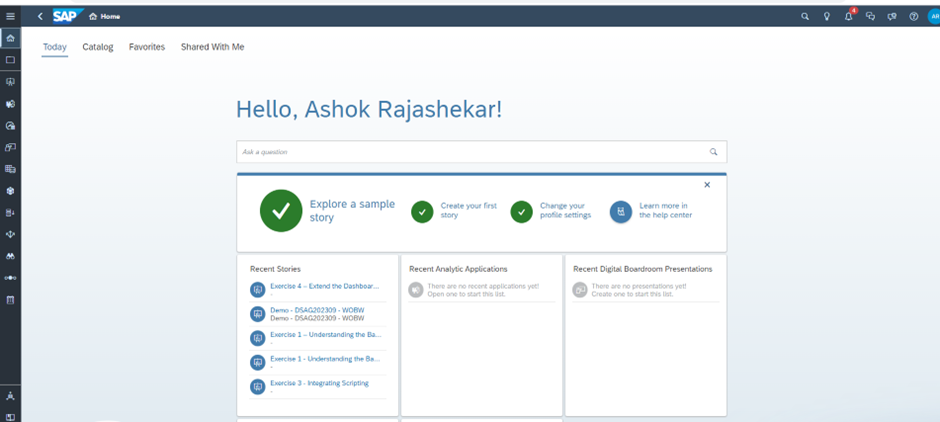 SAP Home
4
AR
Today Catalog Favorites Shared With Me
Hello, Ashok Rajashekar!
Ask a question
Explore a sample
story
Create your first
story
Change your
profile settings
Learn more in
the help center
Recent Stories
Exercise 4 – Extend the Dashboar...
-
Demo - DSAG202309 - WOBW
Demo - DSAG202309 - WOBW
Exercise 1 – Understanding the Ba...
-
Exercise 1 - Understanding the Ba...
-
Exercise 3 - Integrating Scripting
-
Recent Analytic Applications
There are no recent applications yet!
Open one to start this list.
Recent Digital Boardroom Presentations
There are no presentations yet!
Create one to start this list.